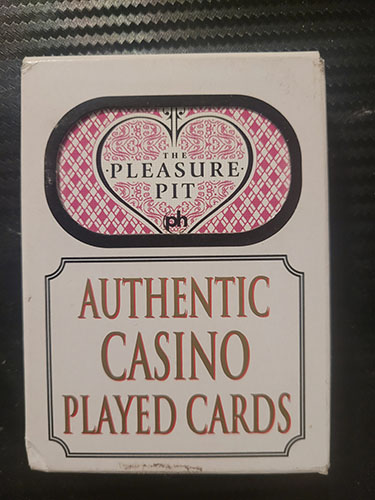 THE
PLEASURE
PIT
ph
AUTHENTIC
CASINO
PLAYED CARDS